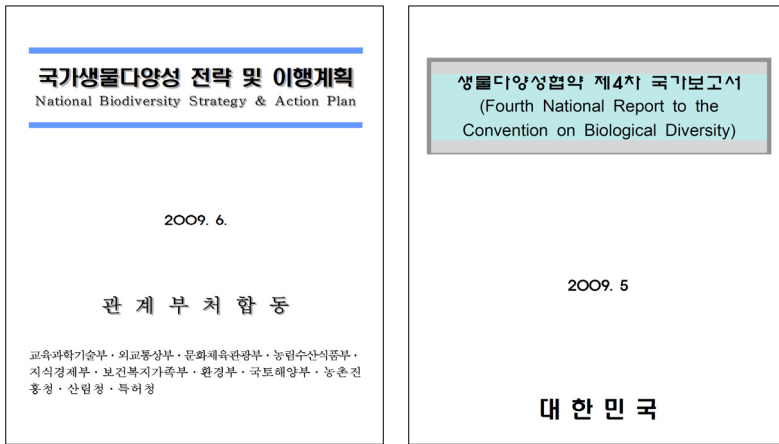 국가생물다양성 전략 및 이행계획
National Biodiversity Strategy & Action Plan
2009. 6.
관 계 부 처 합 동
교육과학기술부 · 외교통상부 · 문화체육관광부 · 농림수산식품부 ·
지식경제부 · 보건복지가족부 · 환경부 · 국토해양부 · 농촌진
흥청 · 산림청 · 특허청
생물다양성협약 제4차 국가보고서
(Fourth National Report to the
Convention on Biological Diversity)
2009. 5
대 한 민 국